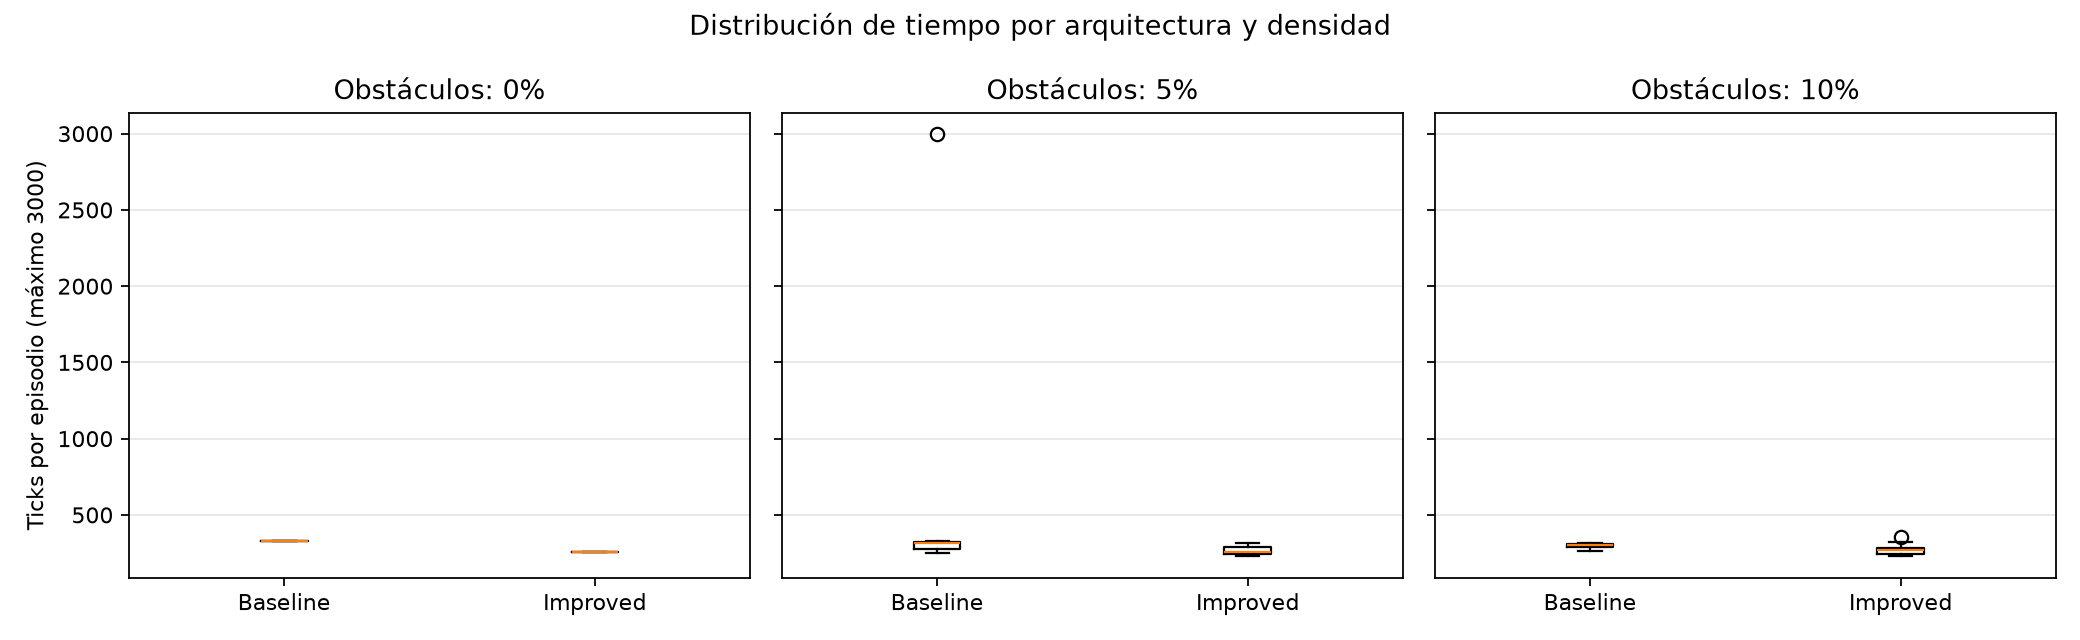 Distribución de tiempo por arquitectura y densidad
Obstáculos: 0%
Obstáculos: 5%
Obstáculos: 10%
Ticks por episodio (máximo 3000)
3000
2500
2000
1500
1000
500
Baseline
Improved
Baseline
Improved
Baseline
Improved